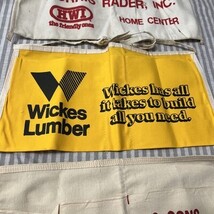 RADER, INC.
HWI
the friendly ones
HOME CENTER
Wickes has all
it takes to build
all you need.
Wickes
Lumber